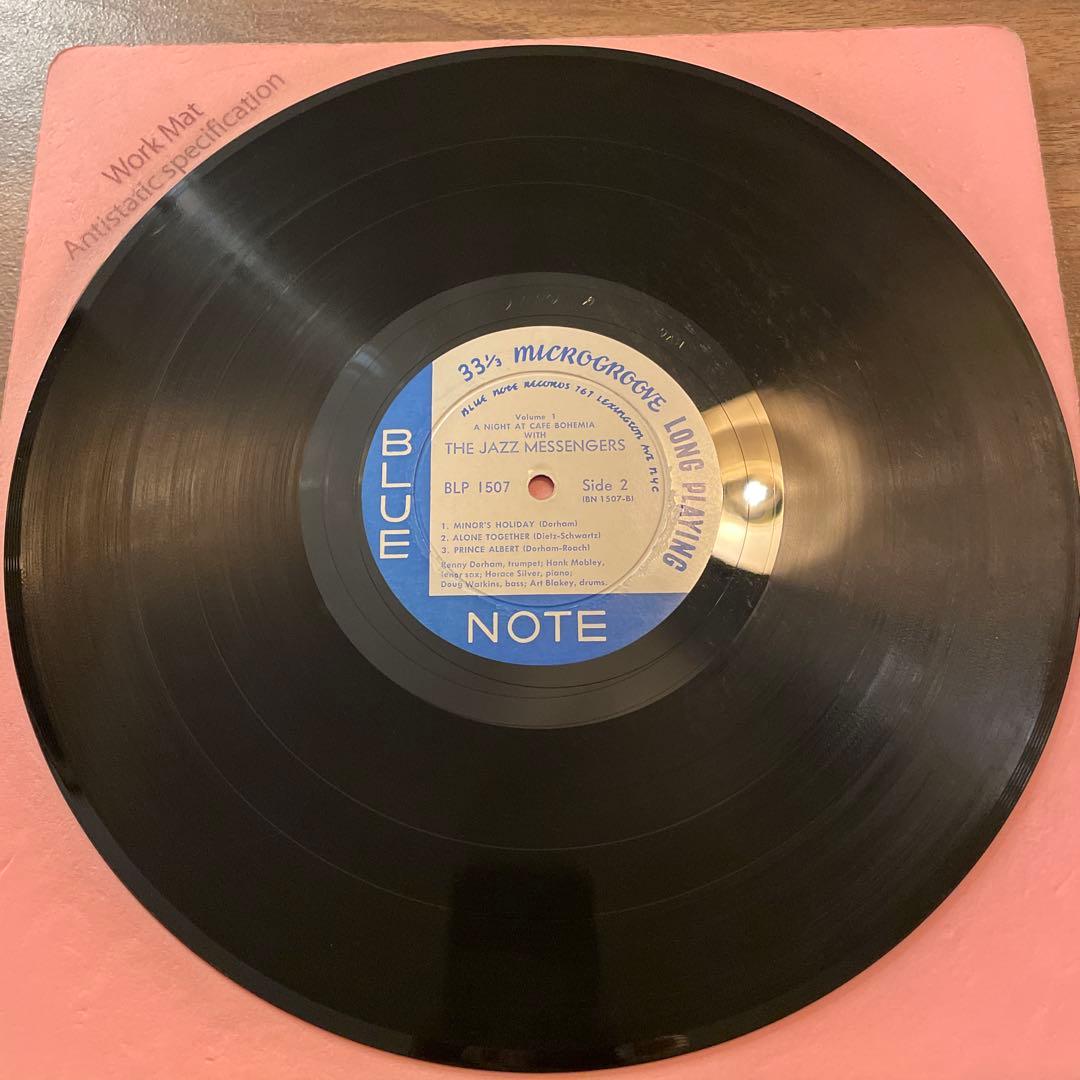 Work Mat
Antistatic specification
33⅓ MICROGROOVE LONG PLAYING
BLUE NOTE RECORDS 767 LEXINGTON AVE NYC
Volume 1
A NIGHT AT CAFE BOHEMIA
WITH
THE JAZZ MESSENGERS
BLP 1507
Side 2
(BN 1507-B)
1. MINOR'S HOLIDAY (Dorham)
2. ALONE TOGETHER (Dietz-Schwartz)
3. PRINCE ALBERT (Dorham-Roach)
Kenny Dorham, trumpet; Hank Mobley,
tenor sax; Horace Silver, piano;
Doug Watkins, bass; Art Blakey, drums.
BLUE
NOTE